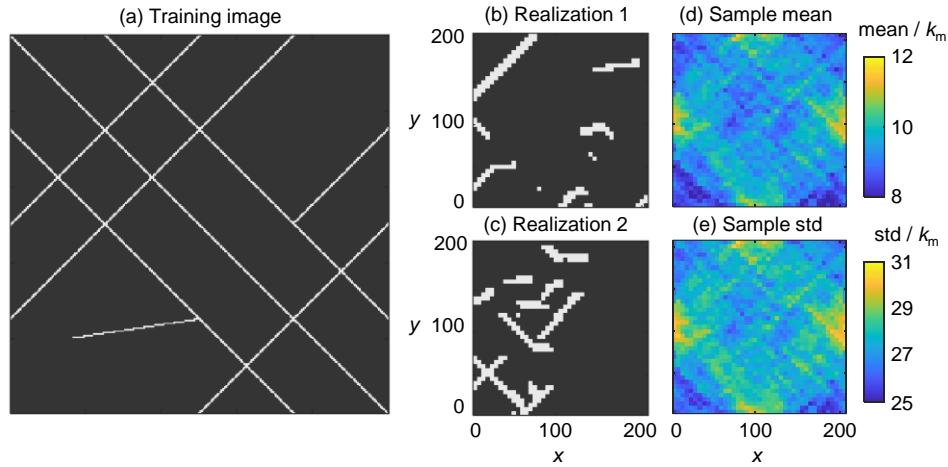 (a) Training image
(b) Realization 1
(d) Sample mean
mean / kₘ
200
y
100
0
12
10
8
(c) Realization 2
(e) Sample std
std / kₘ
200
y
100
0
0 100 200
x
0 100 200
x
31
29
27
25